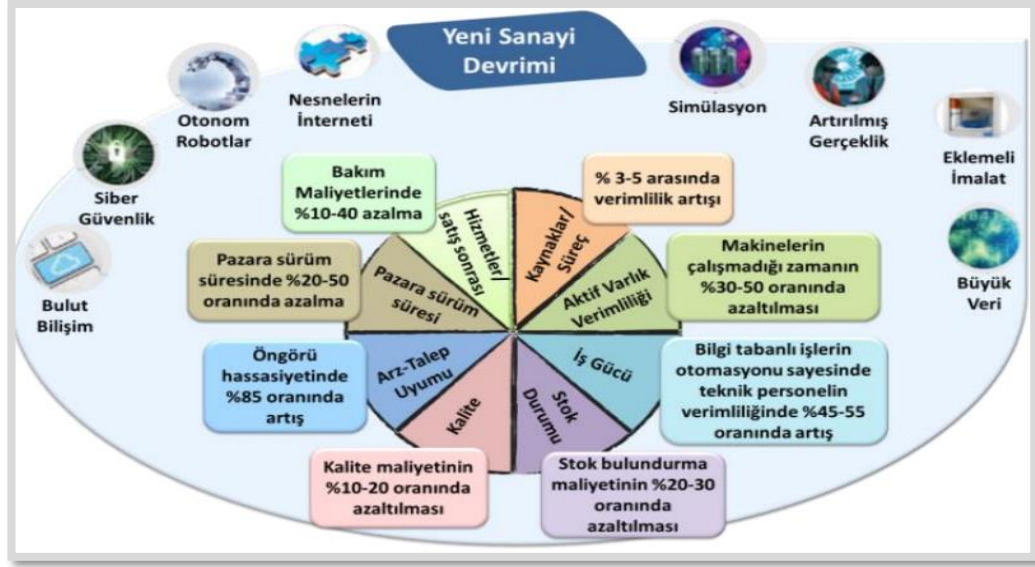 Yeni Sanayi
Devrimi
Nesnelerin
İnterneti
Otonom
Robotlar
Siber
Güvenlik
Bulut
Bilişim
Simülasyon
Artırılmış
Gerçeklik
Eklemeli
İmalat
Büyük
Veri
Bakım
Maliyetlerinde
%10-40 azalma
% 3-5 arasında
verimlilik artışı
Pazara sürüm
süresinde %20-50
oranında azalma
Makinelerin
çalışmadığı zamanın
%30-50 oranında
azaltılması
Öngörü
hassasiyetinde
%85 oranında
artış
Bilgi tabanlı işlerin
otomasyonu sayesinde
teknik personelin
verimliliğinde %45-55
oranında artış
Kalite maliyetinin
%10-20 oranında
azaltılması
Stok bulundurma
maliyetinin %20-30
oranında
azaltılması
Hizmetler/
satış sonrası
Kaynaklar/
Süreç
Pazara sürüm
süresi
Aktif Varlık
Verimliliği
Arz-Talep
Uyumu
İş Gücü
Kalite
Stok
Durumu